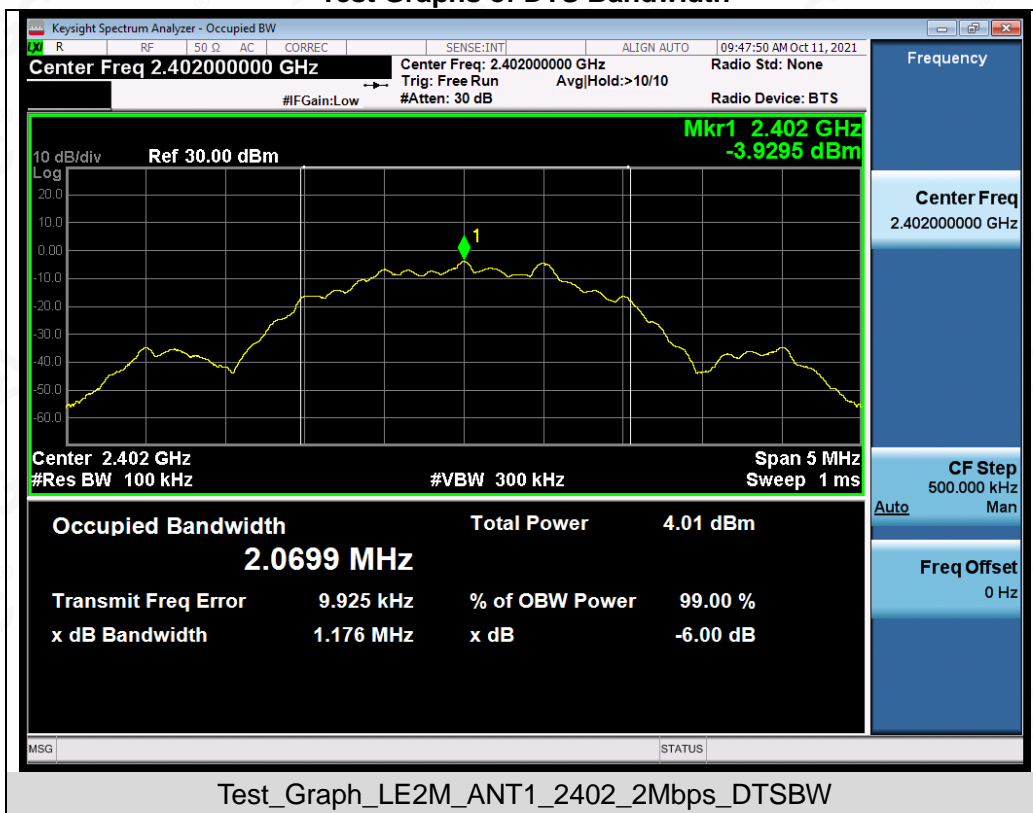 Test Graphs of DTS Bandwidth
Keysight Spectrum Analyzer - Occupied BW
LXI R RF 50 Ω AC CORREC SENSE:INT ALIGN AUTO 09:47:50 AM Oct 11, 2021
Center Freq 2.402000000 GHz
Center Freq: 2.402000000 GHz Radio Std: None
Trig: Free Run Avg|Hold:>10/10
#IFGain:Low #Atten: 30 dB Radio Device: BTS
Frequency
Mkr1 2.402 GHz
10 dB/div Ref 30.00 dBm -3.9295 dBm
Log
20.0
10.0
1
0.00
-10.0
-20.0
-30.0
-40.0
-50.0
-60.0
Center 2.402 GHz Span 5 MHz
#Res BW 100 kHz #VBW 300 kHz Sweep 1 ms
Center Freq
2.402000000 GHz
CF Step
500.000 kHz
Auto Man
Freq Offset
0 Hz
Occupied Bandwidth Total Power 4.01 dBm
2.0699 MHz
Transmit Freq Error 9.925 kHz % of OBW Power 99.00 %
x dB Bandwidth 1.176 MHz x dB -6.00 dB
MSG STATUS
Test_Graph_LE2M_ANT1_2402_2Mbps_DTSBW